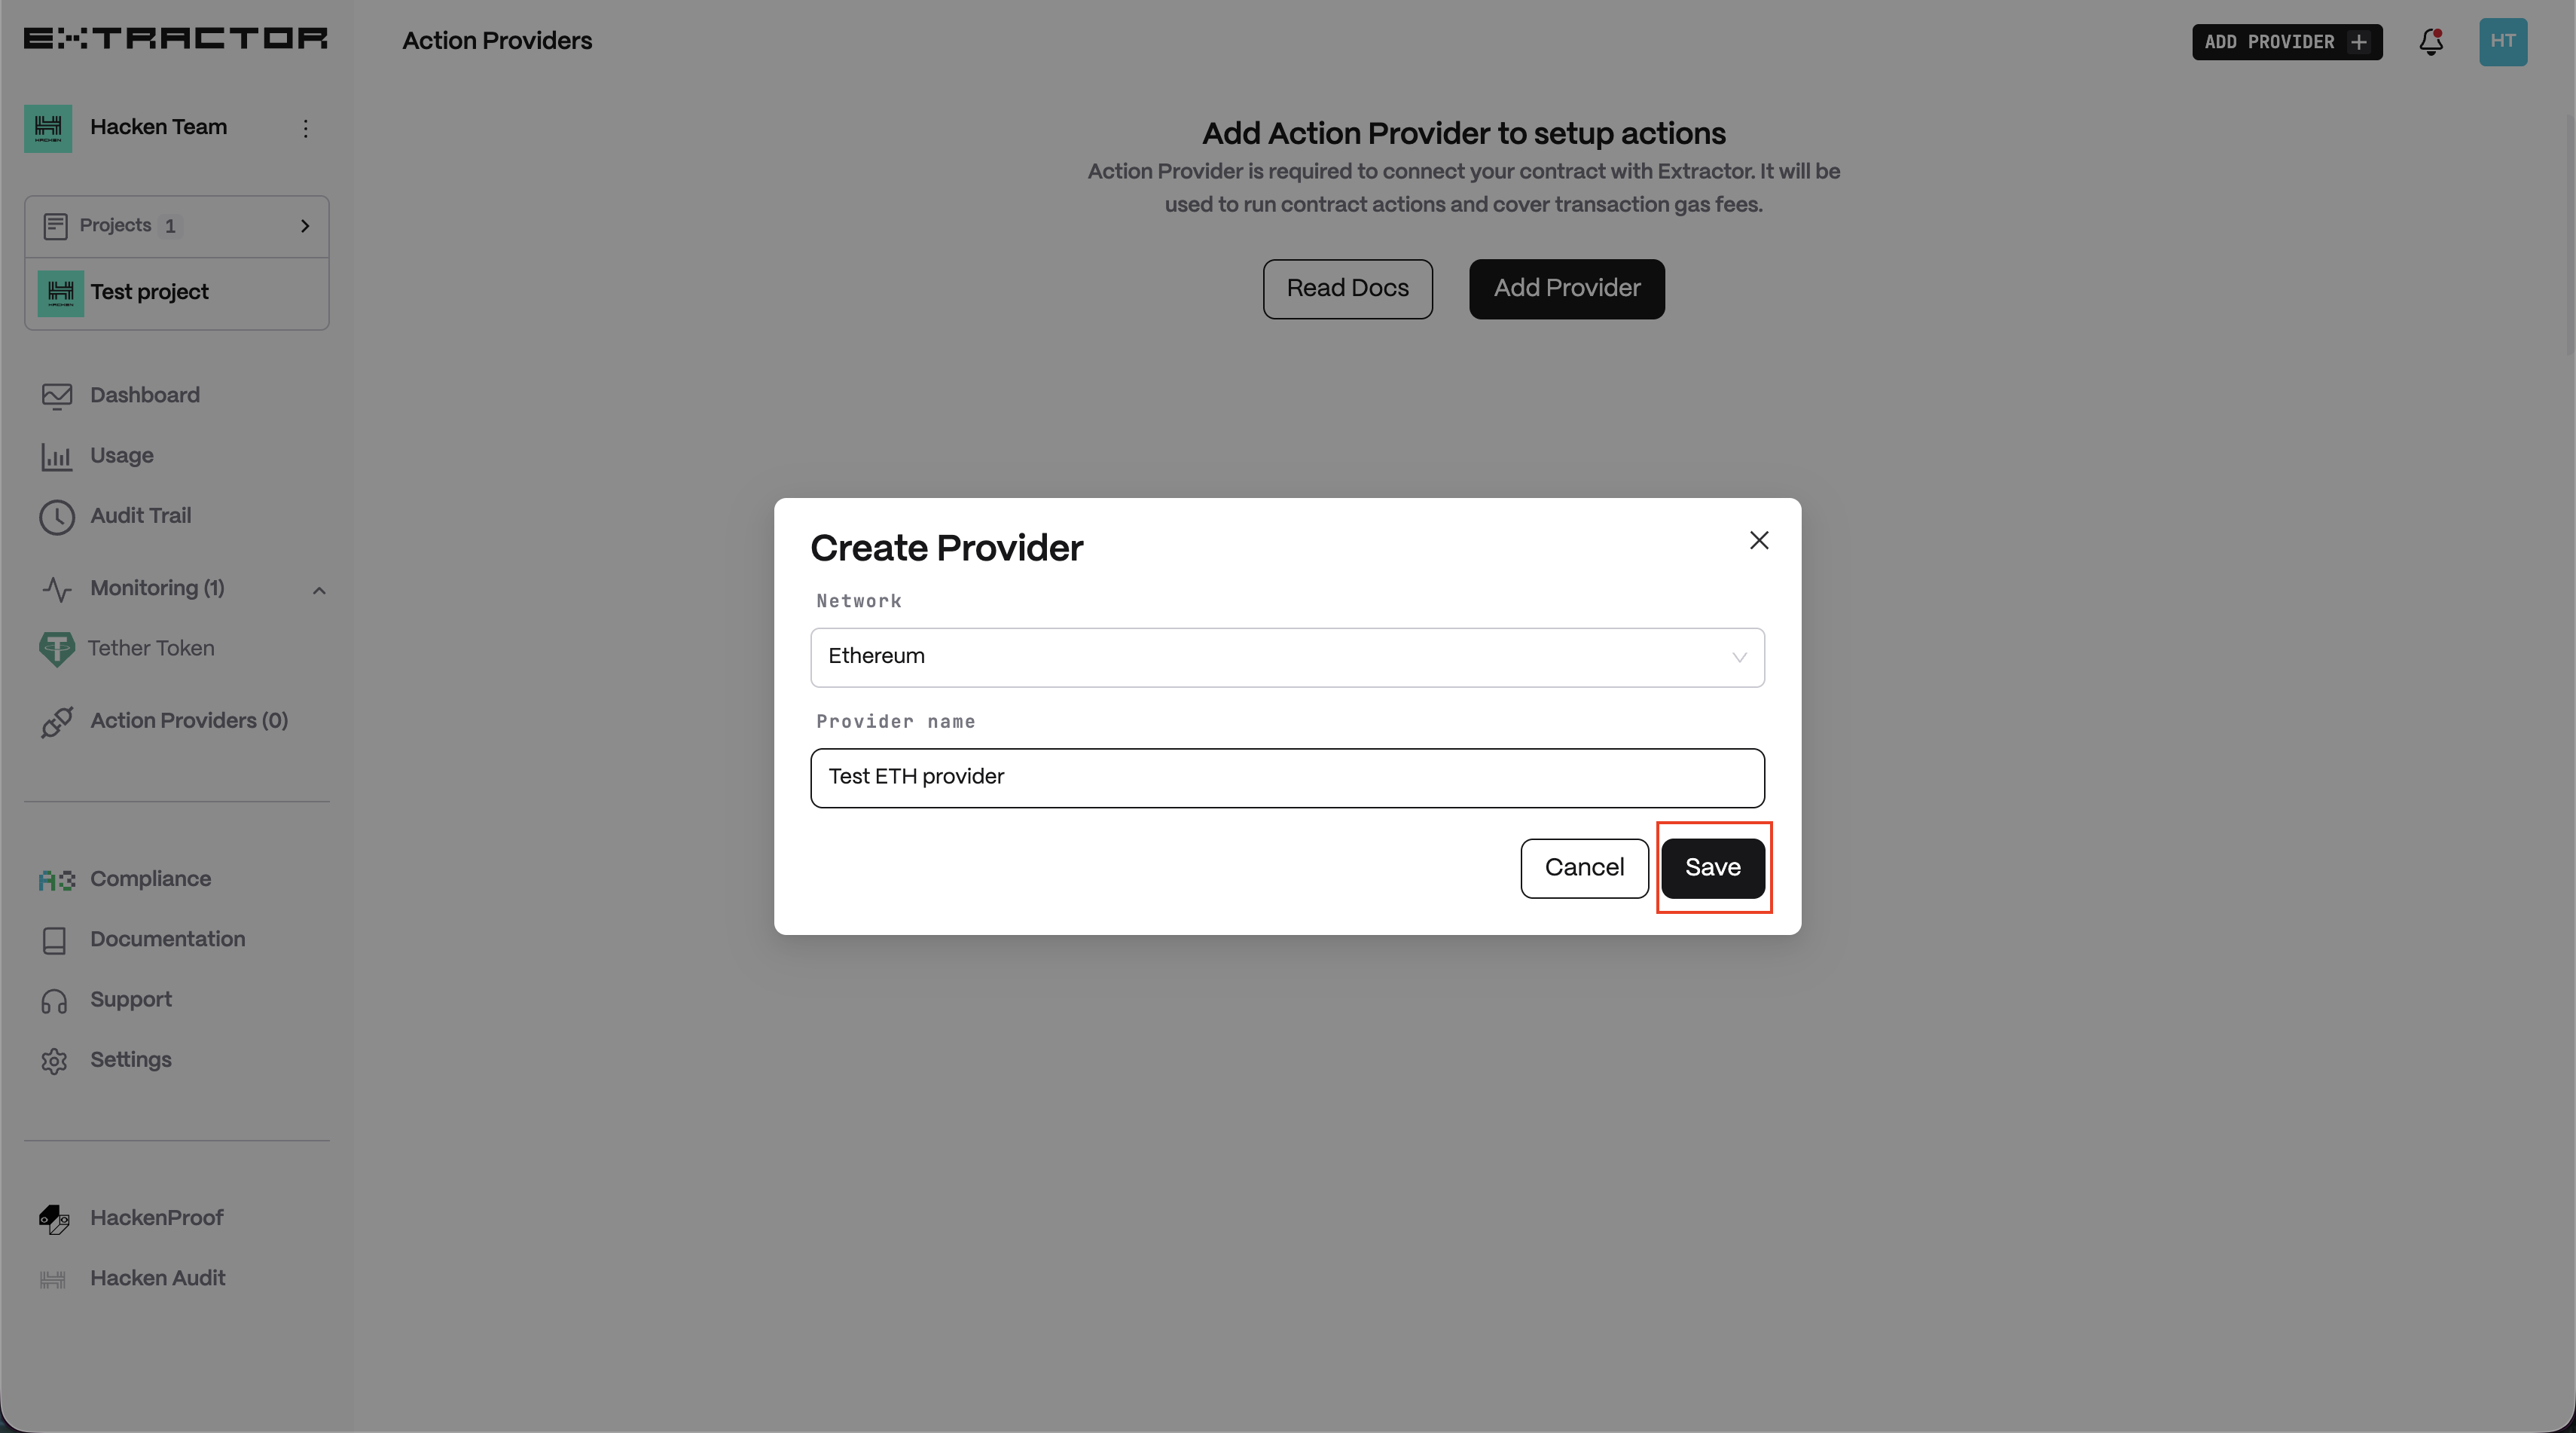 EXTRACTOR
Action Providers
ADD PROVIDER +
HT
HACKEN
Hacken Team
Projects 1
HACKEN
Test project
Dashboard
Usage
Audit Trail
Monitoring (1)
Tether Token
Action Providers (0)
Compliance
Documentation
Support
Settings
HackenProof
Hacken Audit
Add Action Provider to setup actions
Action Provider is required to connect your contract with Extractor. It will be
used to run contract actions and cover transaction gas fees.
Read Docs
Add Provider
Create Provider
Network
Ethereum
Provider name
Test ETH provider
Cancel
Save